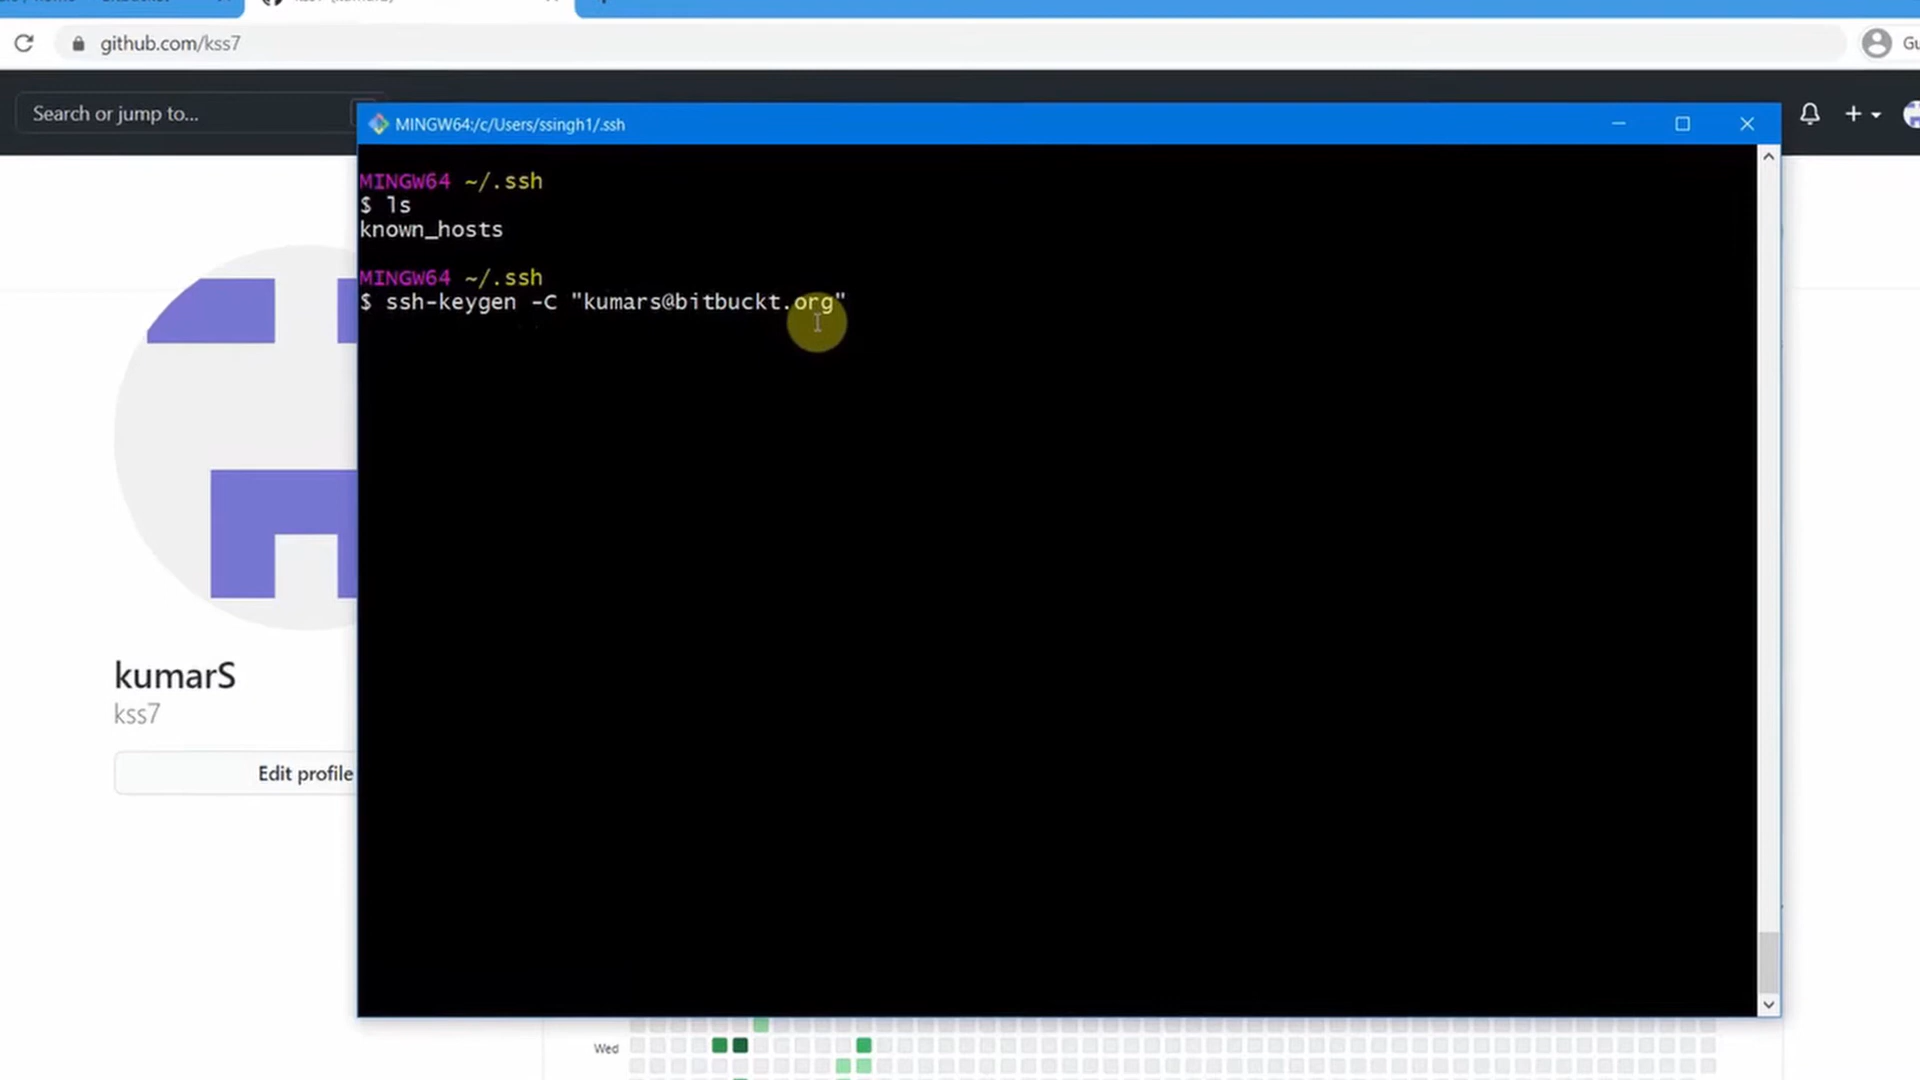 github.com/kss7
Search or jump to...
MINGW64:/c/Users/ssingh1/.ssh
MINGW64 ~/.ssh
$ ls
known_hosts
MINGW64 ~/.ssh
$ ssh-keygen -C "kumars@bitbuckt.org"
kumarS
kss7
Edit profile
Wed